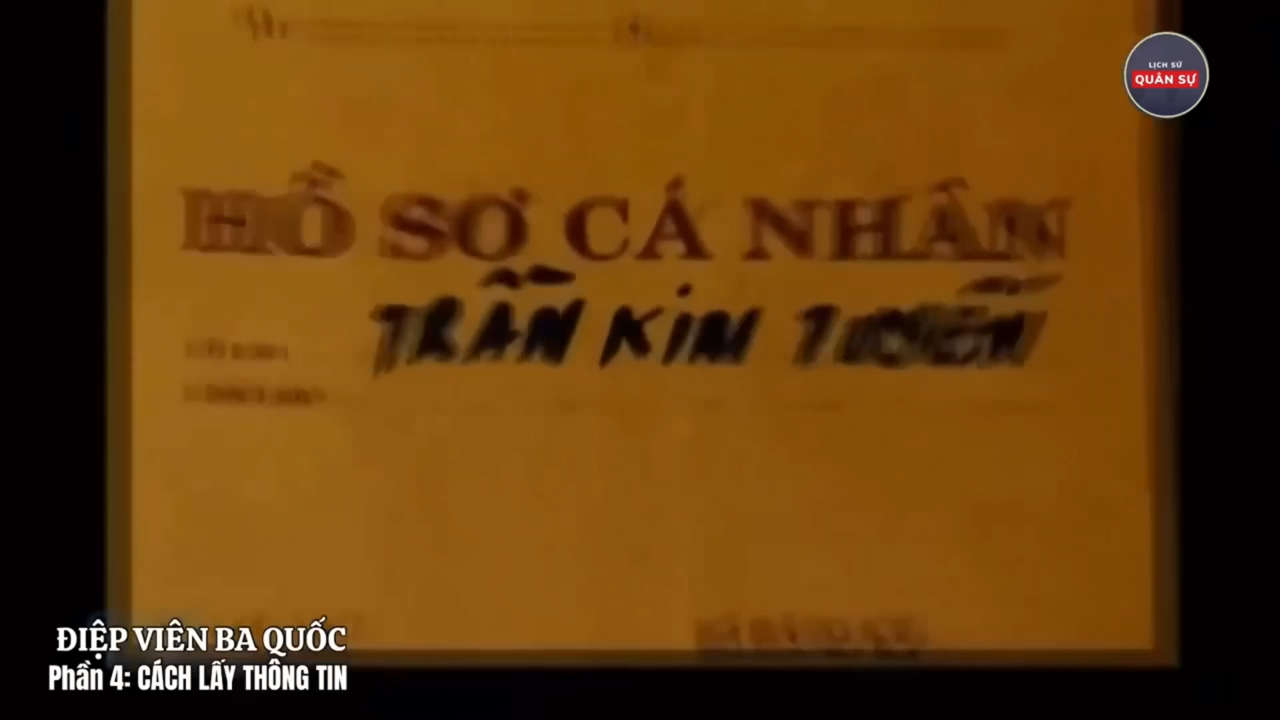 LỊCH SỬ
QUÂN SỰ
HỒ SƠ CÁ NHÂN
TRẦN KIM TUYẾN
ĐIỆP VIÊN BA QUỐC
Phần 4: CÁCH LẤY THÔNG TIN